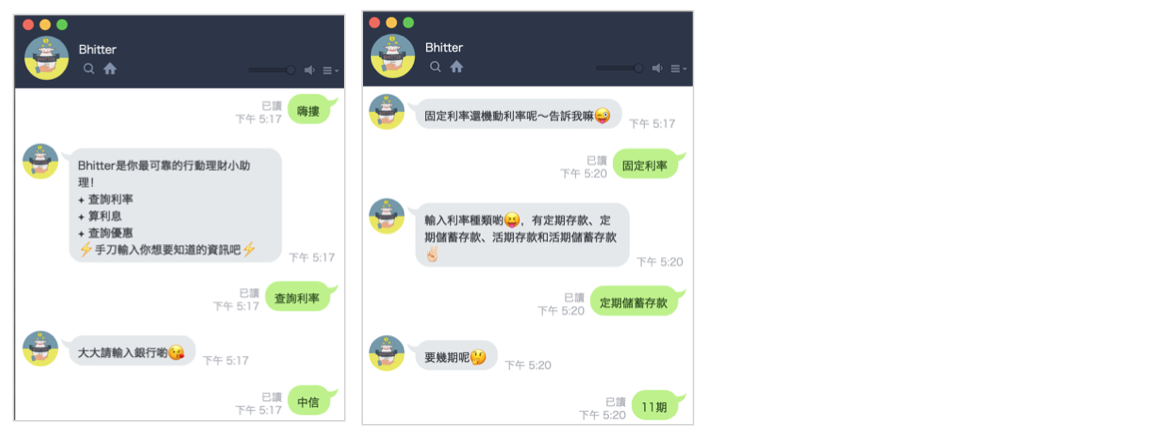 Bhitter
已讀
下午 5:17
嗨摟
Bhitter是你最可靠的行動理財小助
理！
+ 查詢利率
+ 算利息
+ 查詢優惠
⚡手刀輸入你想要知道的資訊吧⚡
下午 5:17
已讀
下午 5:17
查詢利率
大大請輸入銀行喲😘
下午 5:17
已讀
下午 5:17
中信
Bhitter
固定利率還機動利率呢～告訴我嘛😜
下午 5:17
已讀
下午 5:20
固定利率
輸入利率種類喲😛，有定期存款、定
期儲蓄存款、活期存款和活期儲蓄存款
✌🏻
下午 5:20
已讀
下午 5:20
定期儲蓄存款
要幾期呢🤔
下午 5:20
已讀
下午 5:20
11期